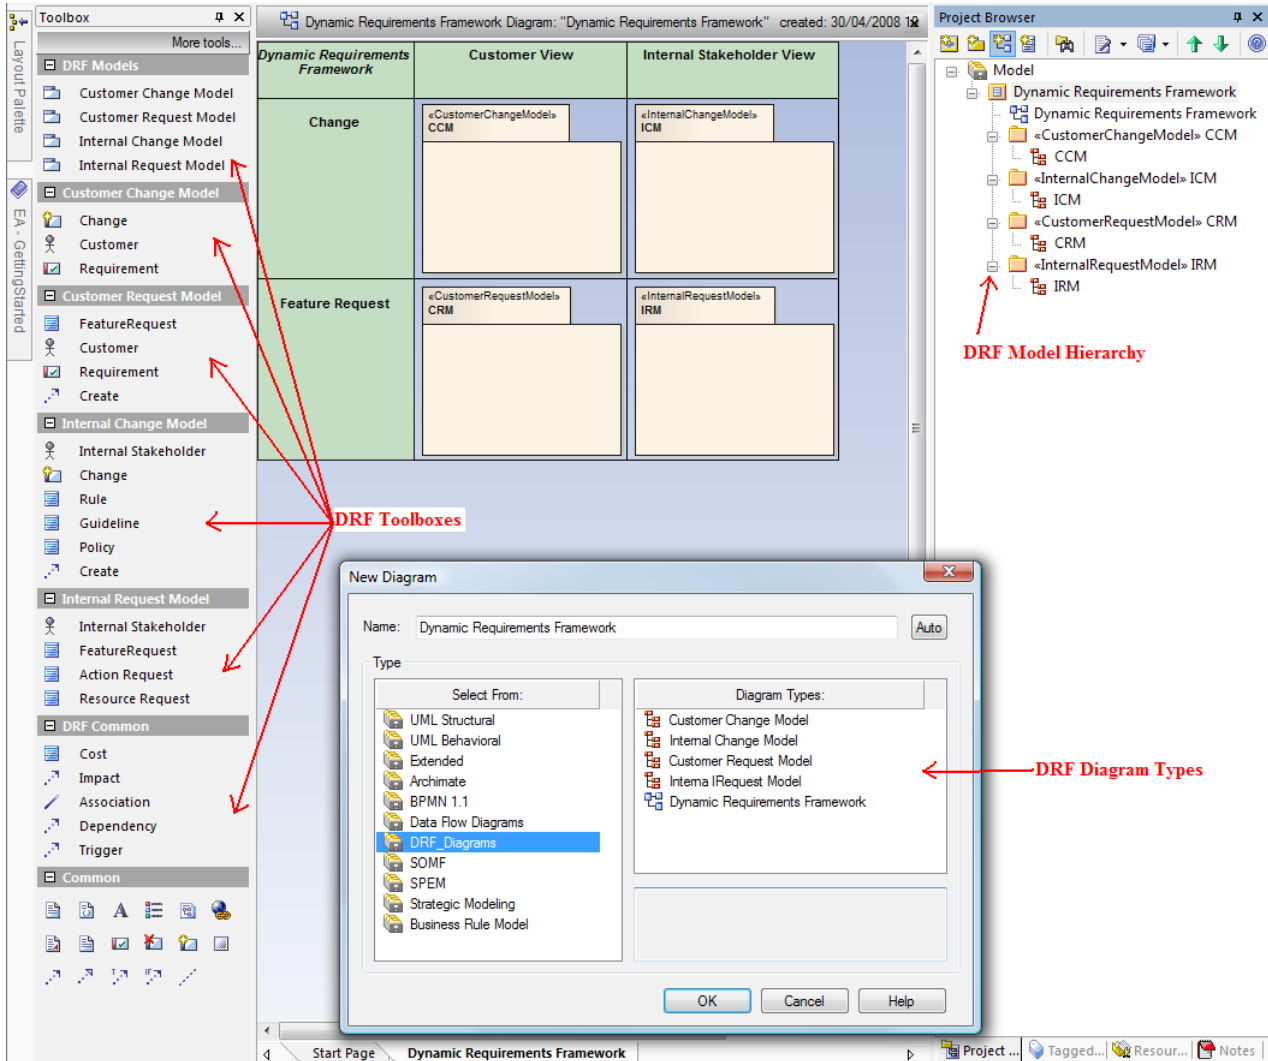 Toolbox
More tools...
Layout Palette
EA - GettingStarted
DRF Models
Customer Change Model
Customer Request Model
Internal Change Model
Internal Request Model
Customer Change Model
Change
Customer
Requirement
Customer Request Model
FeatureRequest
Customer
Requirement
Create
Internal Change Model
Internal Stakeholder
Change
Rule
Guideline
Policy
Create
Internal Request Model
Internal Stakeholder
FeatureRequest
Action Request
Resource Request
DRF Common
Cost
Impact
Association
Dependency
Trigger
Common
Dynamic Requirements Framework Diagram: "Dynamic Requirements Framework" created: 30/04/2008
Dynamic Requirements
Framework
Customer View
Internal Stakeholder View
Change
«CustomerChangeModel»
CCM
«InternalChangeModel»
ICM
Feature Request
«CustomerRequestModel»
CRM
«InternalRequestModel»
IRM
DRF Toolboxes
New Diagram
Name:
Dynamic Requirements Framework
Auto
Type
Select From:
UML Structural
UML Behavioral
Extended
Archimate
BPMN 1.1
Data Flow Diagrams
DRF_Diagrams
SOMF
SPEM
Strategic Modeling
Business Rule Model
Diagram Types:
Customer Change Model
Internal Change Model
Customer Request Model
Interna lRequest Model
Dynamic Requirements Framework
DRF Diagram Types
OK
Cancel
Help
Start Page
Dynamic Requirements Framework
Project Browser
Model
Dynamic Requirements Framework
Dynamic Requirements Framework
«CustomerChangeModel» CCM
CCM
«InternalChangeModel» ICM
ICM
«CustomerRequestModel» CRM
CRM
«InternalRequestModel» IRM
IRM
DRF Model Hierarchy
Project ...
Tagged...
Resour...
Notes